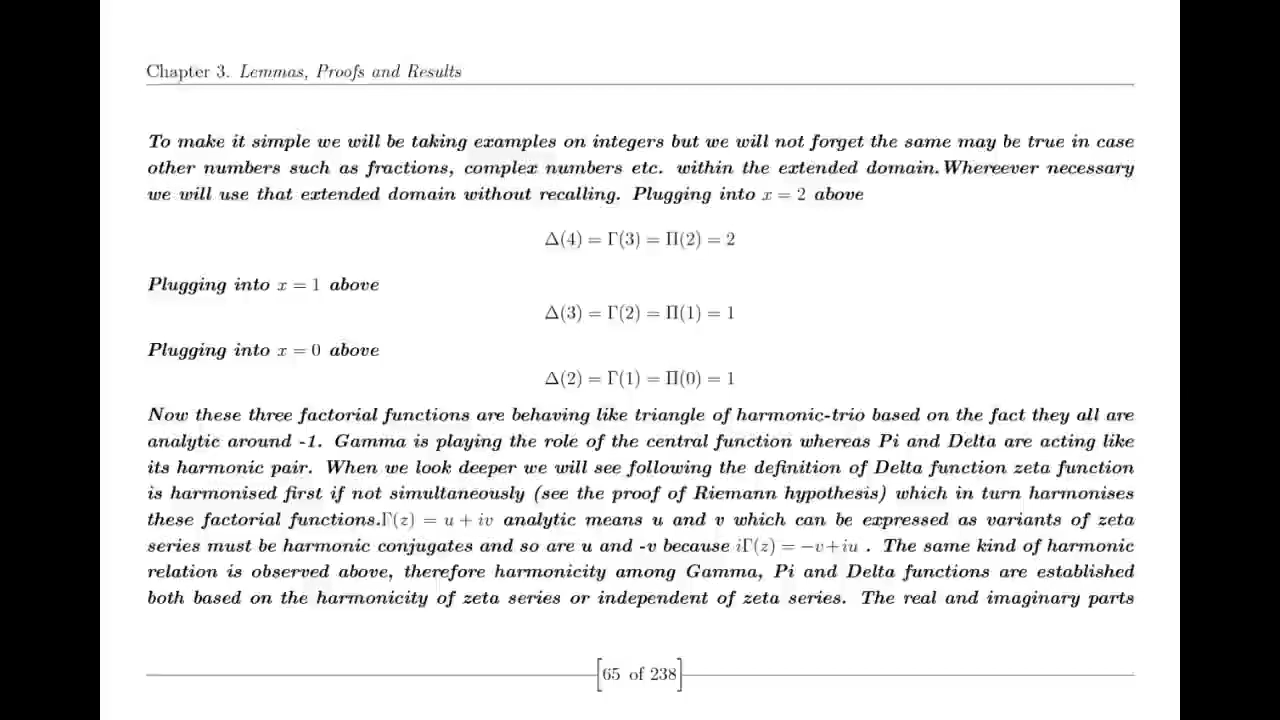 Chapter 3. Lemmas, Proofs and Results
To make it simple we will be taking examples on integers but we will not forget the same may be true in case
other numbers such as fractions, complex numbers etc. within the extended domain.Whereever necessary
we will use that extended domain without recalling. Plugging into x = 2 above
Δ(4) = Γ(3) = Π(2) = 2
Plugging into x = 1 above
Δ(3) = Γ(2) = Π(1) = 1
Plugging into x = 0 above
Δ(2) = Γ(1) = Π(0) = 1
Now these three factorial functions are behaving like triangle of harmonic-trio based on the fact they all are
analytic around -1. Gamma is playing the role of the central function whereas Pi and Delta are acting like
its harmonic pair. When we look deeper we will see following the definition of Delta function zeta function
is harmonised first if not simultaneously (see the proof of Riemann hypothesis) which in turn harmonises
these factorial functions.Γ(z) = u + iv analytic means u and v which can be expressed as variants of zeta
series must be harmonic conjugates and so are u and -v because iΓ(z) = −v+iu . The same kind of harmonic
relation is observed above, therefore harmonicity among Gamma, Pi and Delta functions are established
both based on the harmonicity of zeta series or independent of zeta series. The real and imaginary parts
65 of 238